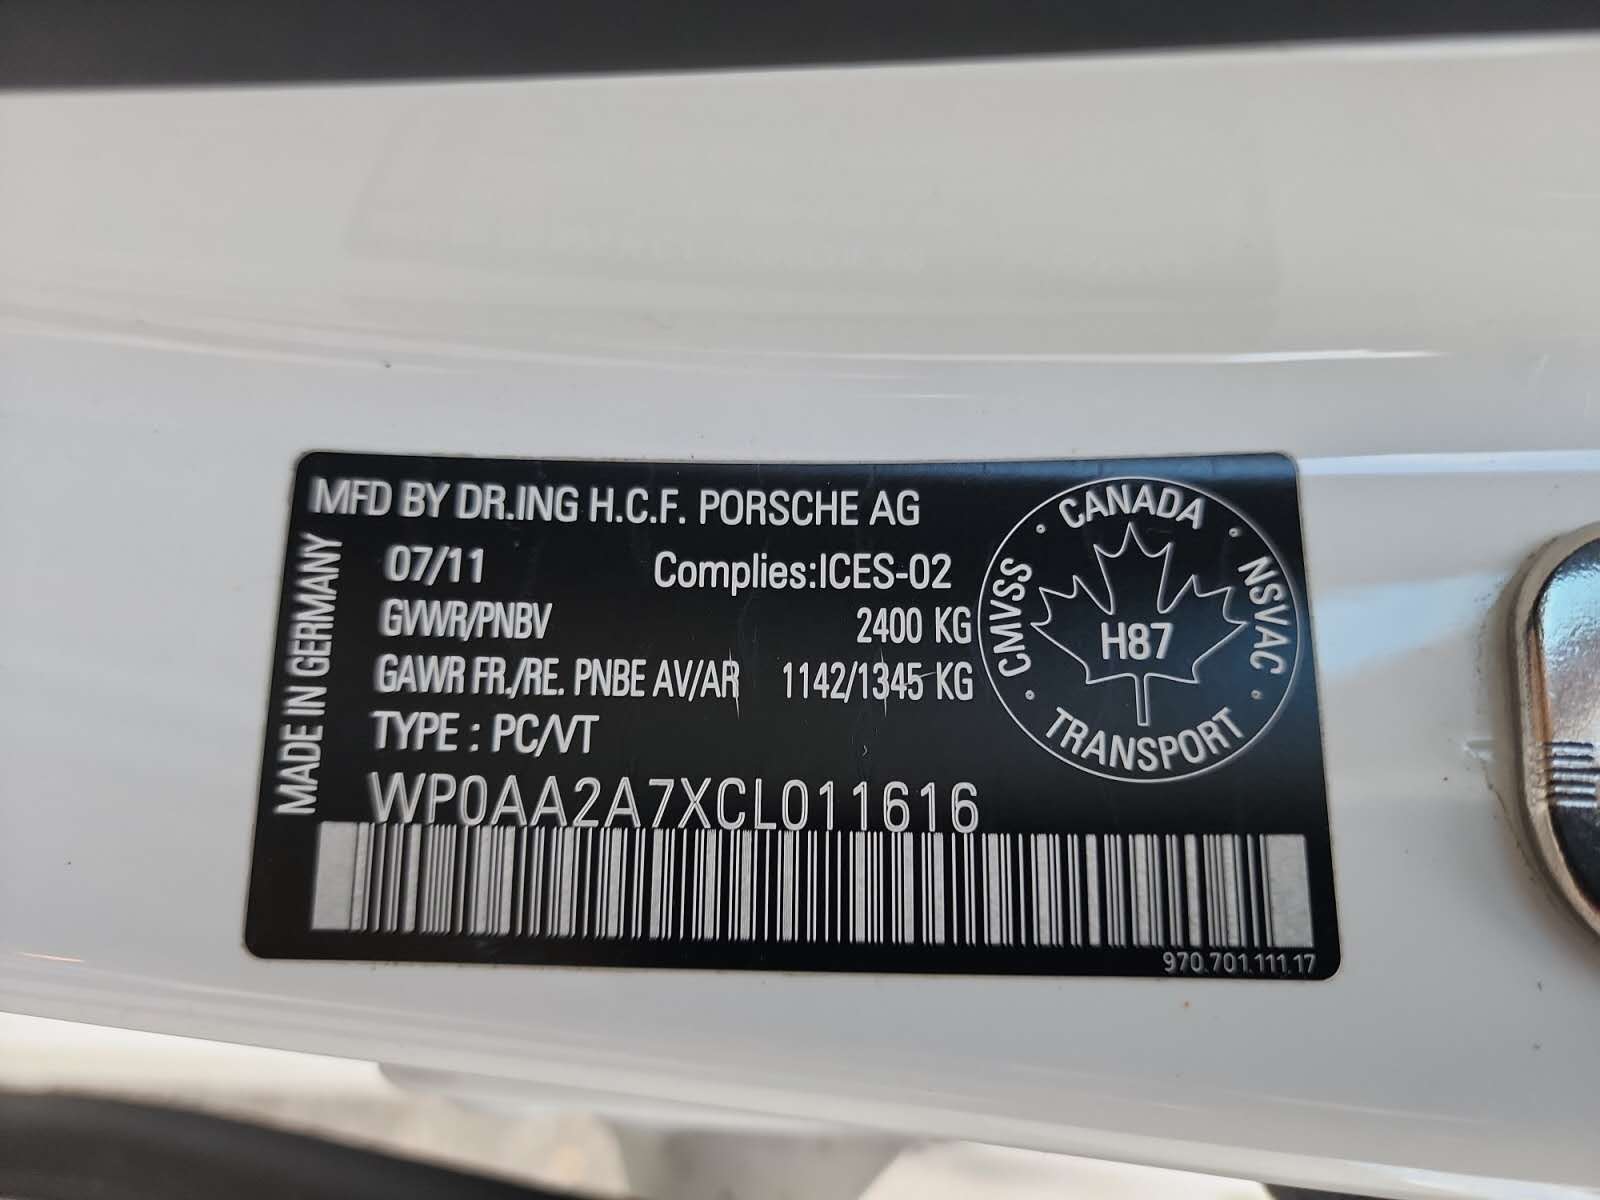 MFD BY DR.ING H.C.F. PORSCHE AG
07/11 Complies:ICES-02
GVWR/PNBV 2400 KG
GAWR FR./RE. PNBE AV/AR 1142/1345 KG
TYPE : PC/VT
WP0AA2A7XCL011616
MADE IN GERMANY
CANADA
CMVSS
NSVAC
H87
TRANSPORT
970.701.111.17